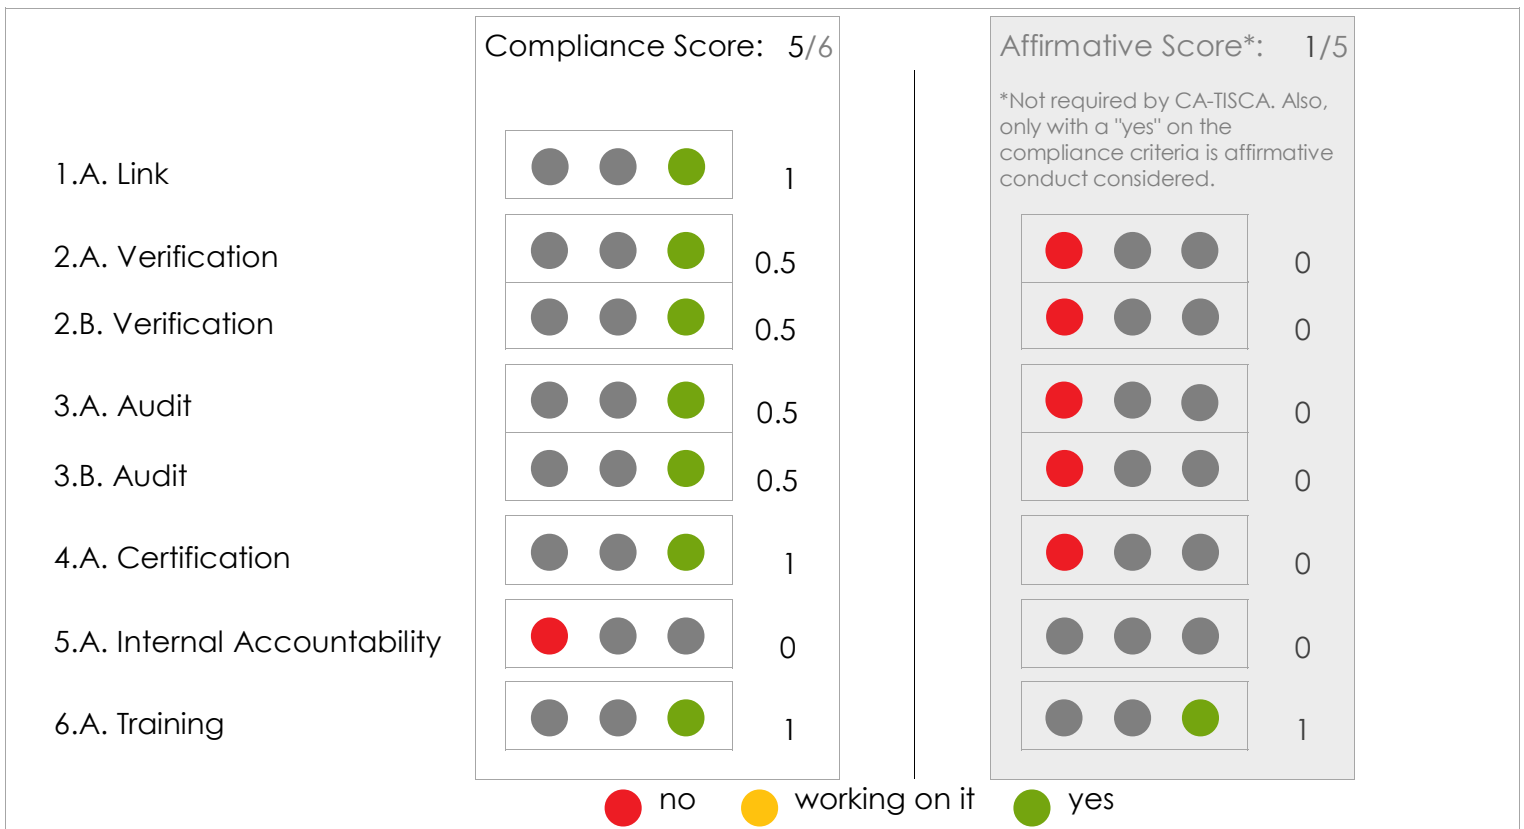 Compliance Score: 5/6
Affirmative Score*: 1/5
*Not required by CA-TISCA. Also,
only with a "yes" on the
compliance criteria is affirmative
conduct considered.
1.A. Link 1
2.A. Verification 0.5 0
2.B. Verification 0.5 0
3.A. Audit 0.5 0
3.B. Audit 0.5 0
4.A. Certification 1 0
5.A. Internal Accountability 0 0
6.A. Training 1 1
no working on it yes